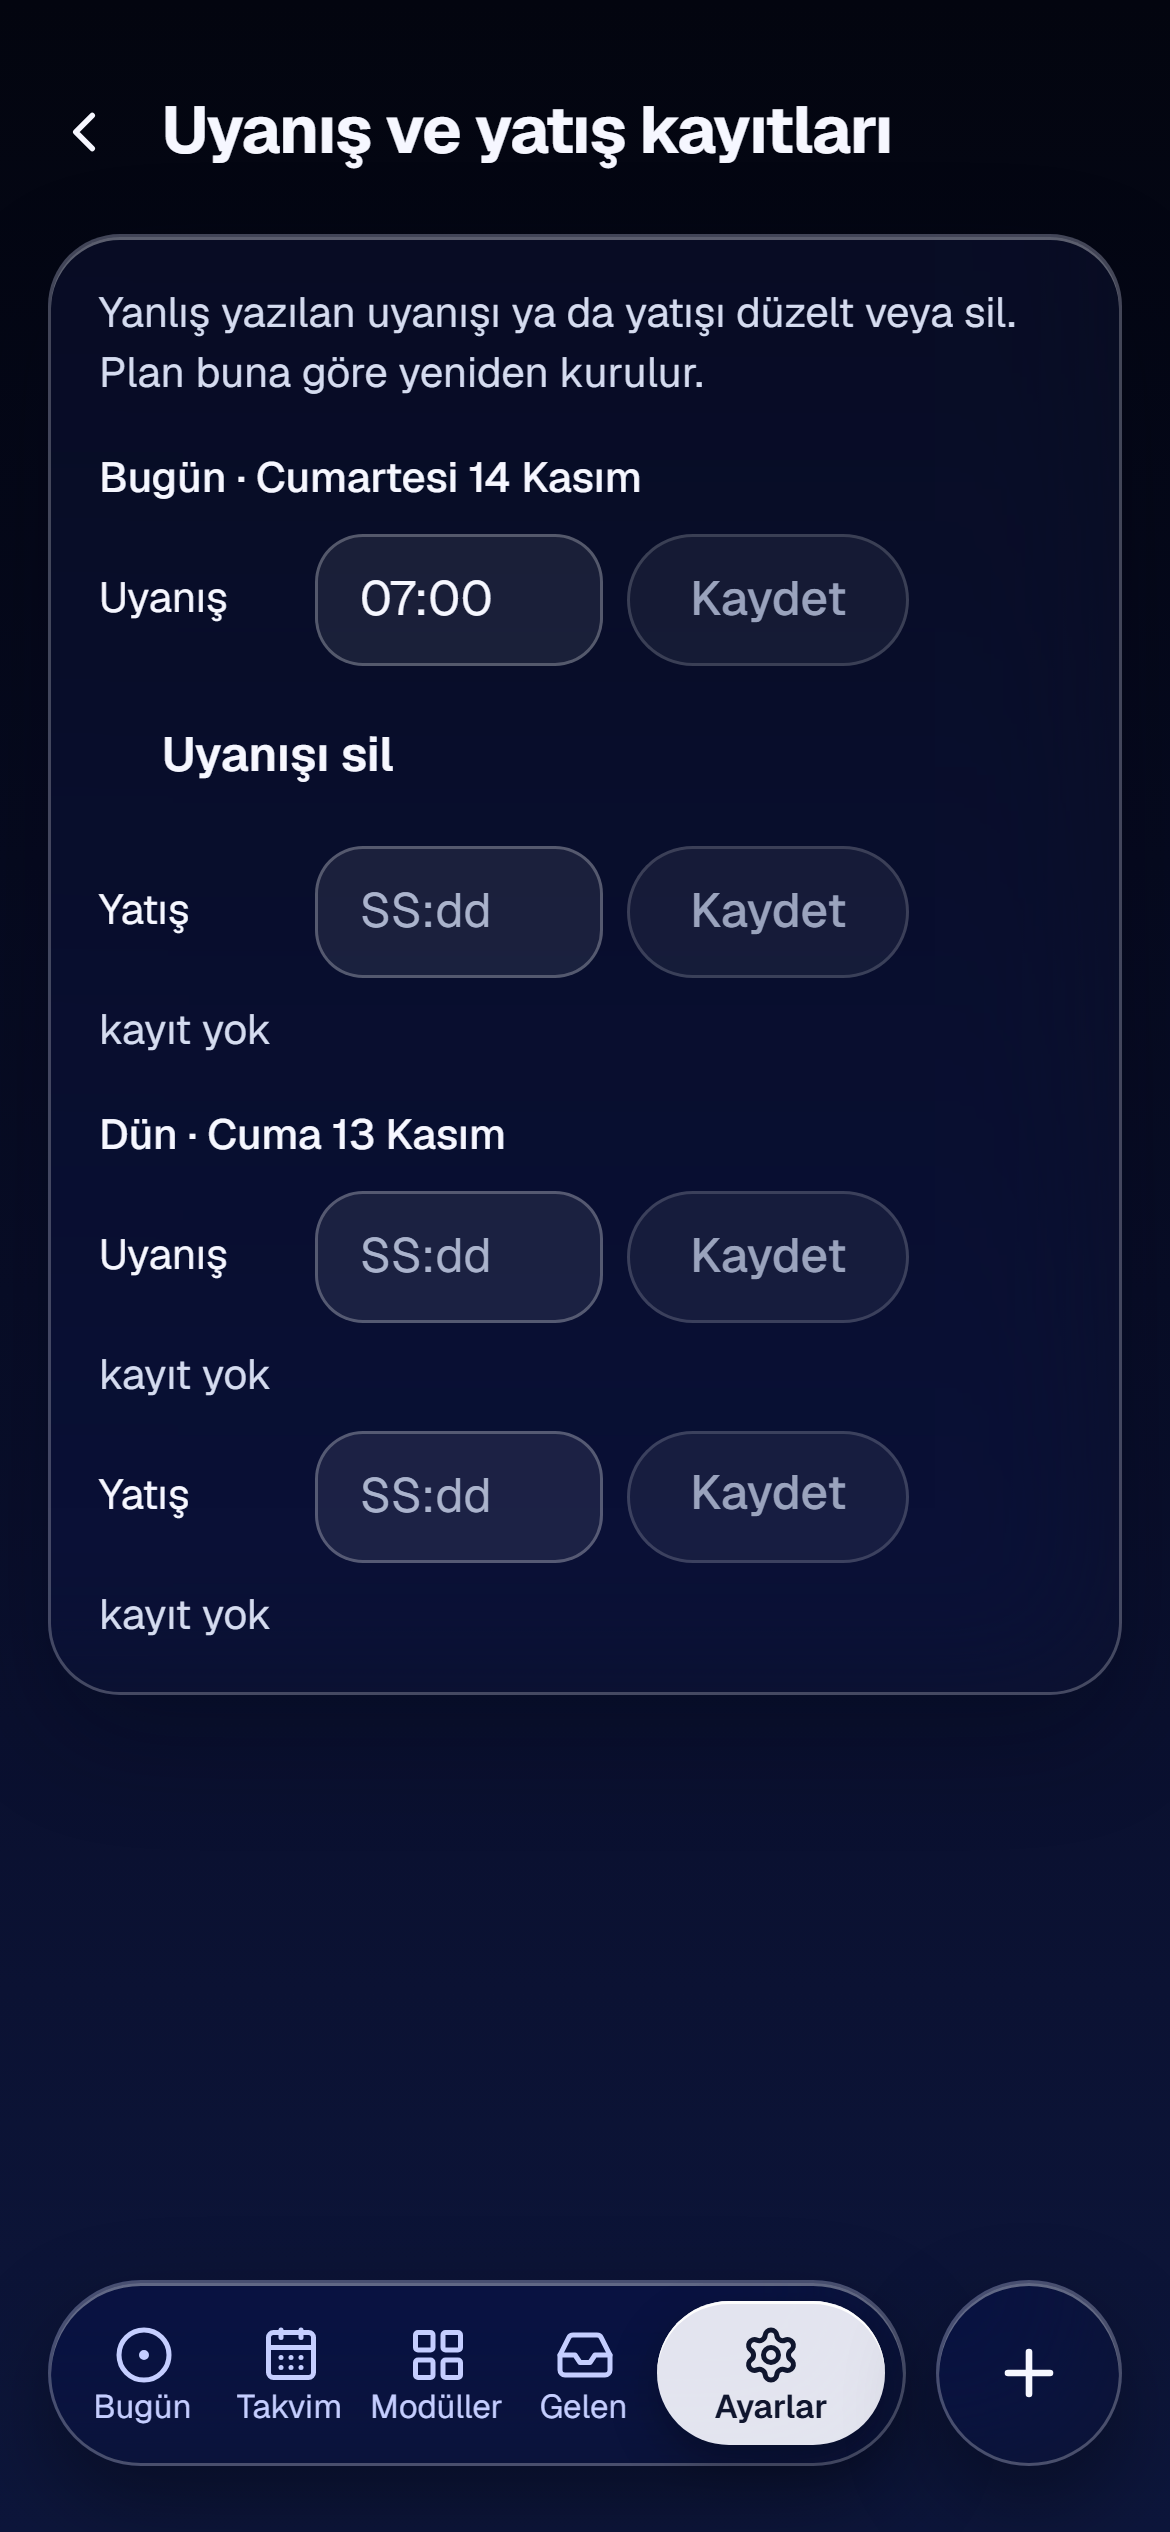 Uyanış ve yatış kayıtları
Yanlış yazılan uyanışı ya da yatışı düzelt veya sil.
Plan buna göre yeniden kurulur.
Bugün · Cumartesi 14 Kasım
Uyanış 07:00 Kaydet
Uyanışı sil
Yatış SS:dd Kaydet
kayıt yok
Dün · Cuma 13 Kasım
Uyanış SS:dd Kaydet
kayıt yok
Yatış SS:dd Kaydet
kayıt yok
Bugün Takvim Modüller Gelen Ayarlar